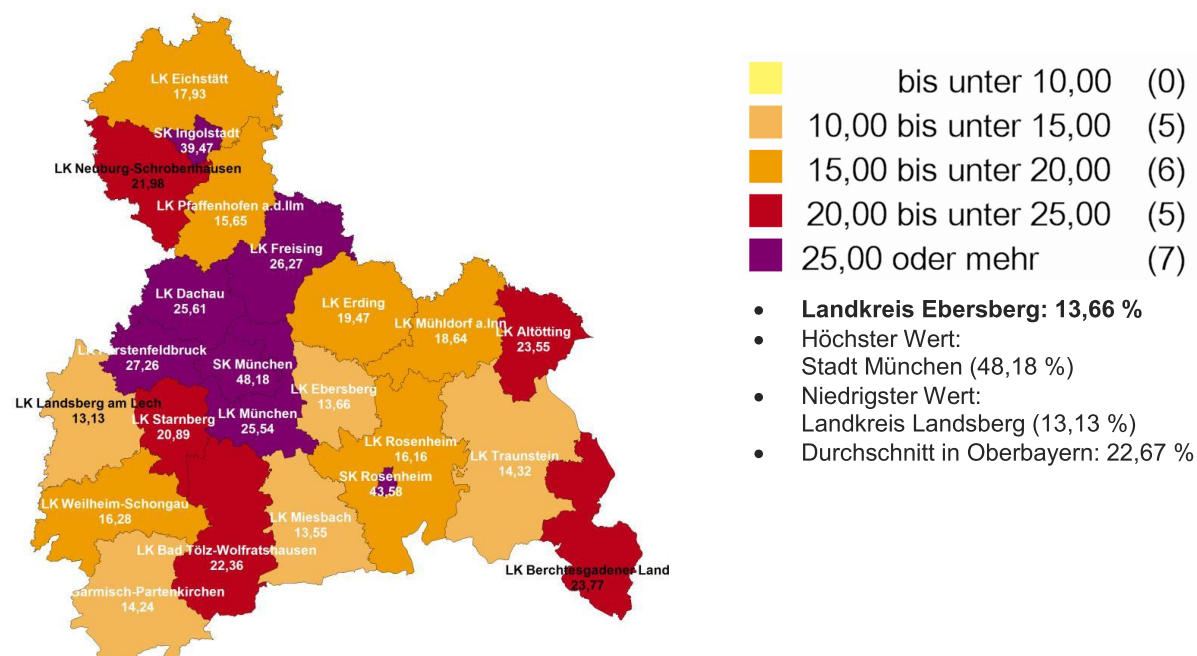 LK Eichstätt
17,93
SK Ingolstadt
39,47
LK Neuburg-Schrobenhausen
21,98
LK Pfaffenhofen a.d.Ilm
15,65
LK Freising
26,27
LK Dachau
25,61
LK Erding
19,47
LK Mühldorf a.Inn
18,64
LK Altötting
23,55
LK Fürstenfeldbruck
27,26
SK München
48,18
LK Ebersberg
13,66
LK Landsberg am Lech
13,13
LK Starnberg
20,89
LK München
25,54
LK Rosenheim
16,16
LK Traunstein
14,32
SK Rosenheim
43,58
LK Weilheim-Schongau
16,28
LK Miesbach
13,55
LK Bad Tölz-Wolfratshausen
22,36
LK Berchtesgadener Land
23,77
Garmisch-Partenkirchen
14,24
bis unter 10,00 (0)
10,00 bis unter 15,00 (5)
15,00 bis unter 20,00 (6)
20,00 bis unter 25,00 (5)
25,00 oder mehr (7)
• Landkreis Ebersberg: 13,66 %
• Höchster Wert:
Stadt München (48,18 %)
• Niedrigster Wert:
Landkreis Landsberg (13,13 %)
• Durchschnitt in Oberbayern: 22,67 %